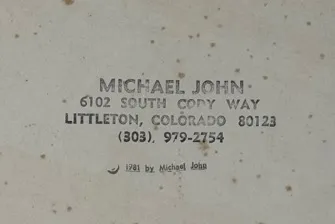 MICHAEL JOHN
6102 SOUTH CODY WAY
LITTLETON, COLORADO 80123
(303), 979-2754
© 1981 by Michael John